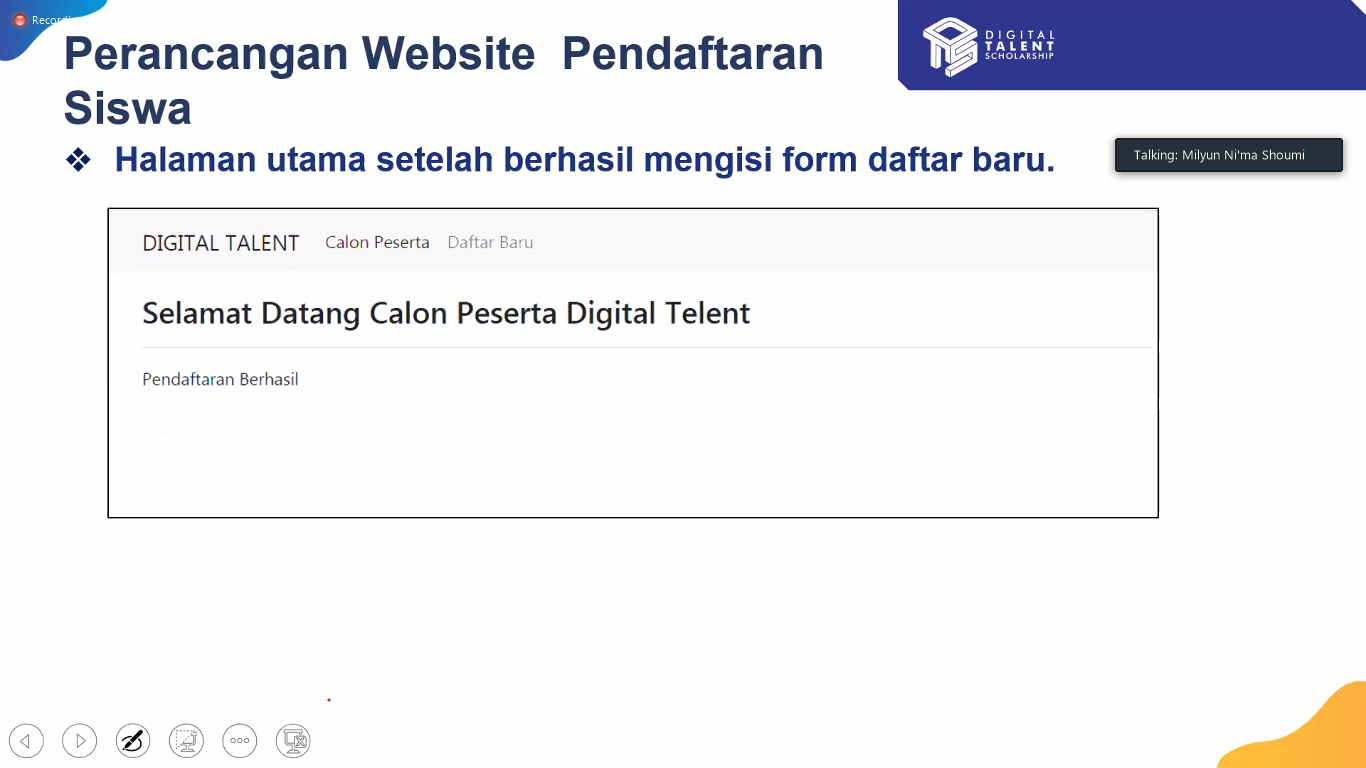 Recordi
Perancangan Website Pendaftaran
Siswa
DIGITAL
TALENT
SCHOLARSHIP
❖ Halaman utama setelah berhasil mengisi form daftar baru.
Talking: Milyun Ni'ma Shoumi
DIGITAL TALENT Calon Peserta Daftar Baru
Selamat Datang Calon Peserta Digital Telent
Pendaftaran Berhasil